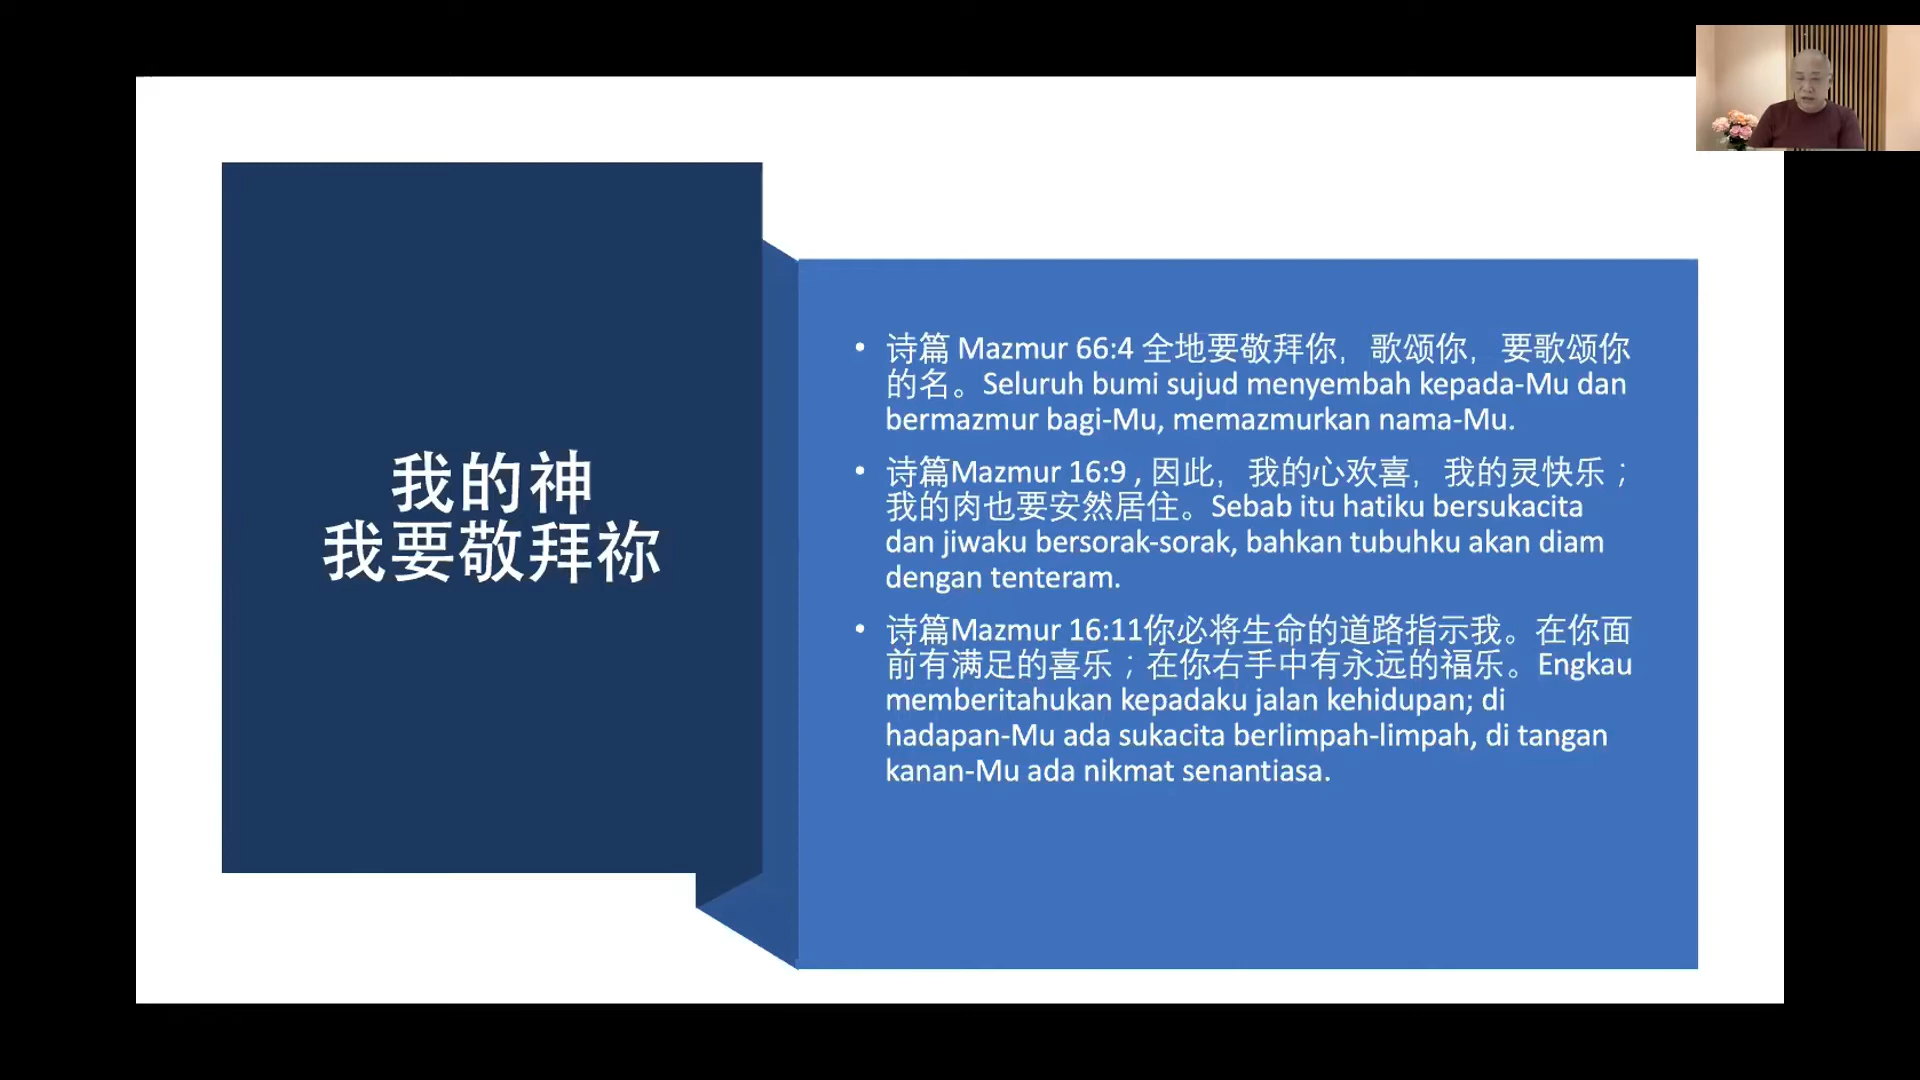 我的神
我要敬拜祢
• 诗篇 Mazmur 66:4 全地要敬拜你，歌颂你，要歌颂你
的名。Seluruh bumi sujud menyembah kepada-Mu dan
bermazmur bagi-Mu, memazmurkan nama-Mu.
• 诗篇Mazmur 16:9 , 因此，我的心欢喜，我的灵快乐；
我的肉也要安然居住。Sebab itu hatiku bersukacita
dan jiwaku bersorak-sorak, bahkan tubuhku akan diam
dengan tenteram.
• 诗篇Mazmur 16:11你必将生命的道路指示我。在你面
前有满足的喜乐；在你右手中有永远的福乐。Engkau
memberitahukan kepadaku jalan kehidupan; di
hadapan-Mu ada sukacita berlimpah-limpah, di tangan
kanan-Mu ada nikmat senantiasa.